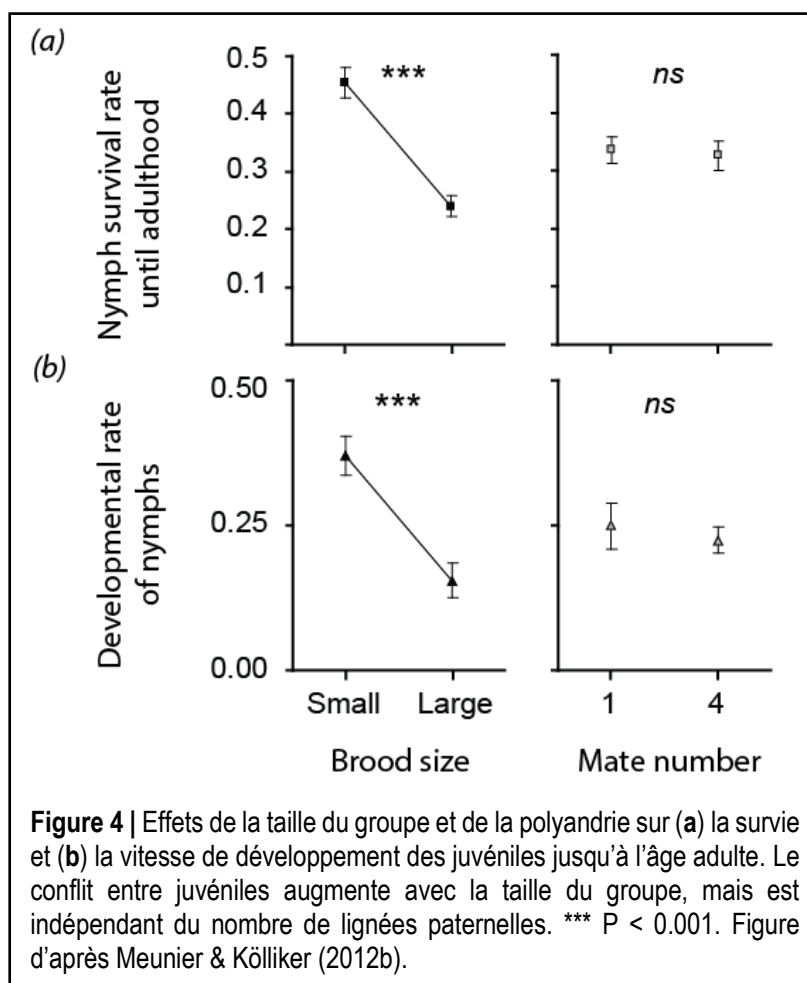 (a)
Nymph survival rate
until adulthood
0.5
0.4
0.3
0.2
0.1
***
ns
(b)
Developmental rate
of nymphs
0.50
0.25
0.00
***
ns
Small Large
1 4
Brood size
Mate number
Figure 4 | Effets de la taille du groupe et de la polyandrie sur (a) la survie
et (b) la vitesse de développement des juvéniles jusqu'à l'âge adulte. Le
conflit entre juvéniles augmente avec la taille du groupe, mais est
indépendant du nombre de lignées paternelles. *** P < 0.001. Figure
d'après Meunier & Kölliker (2012b).